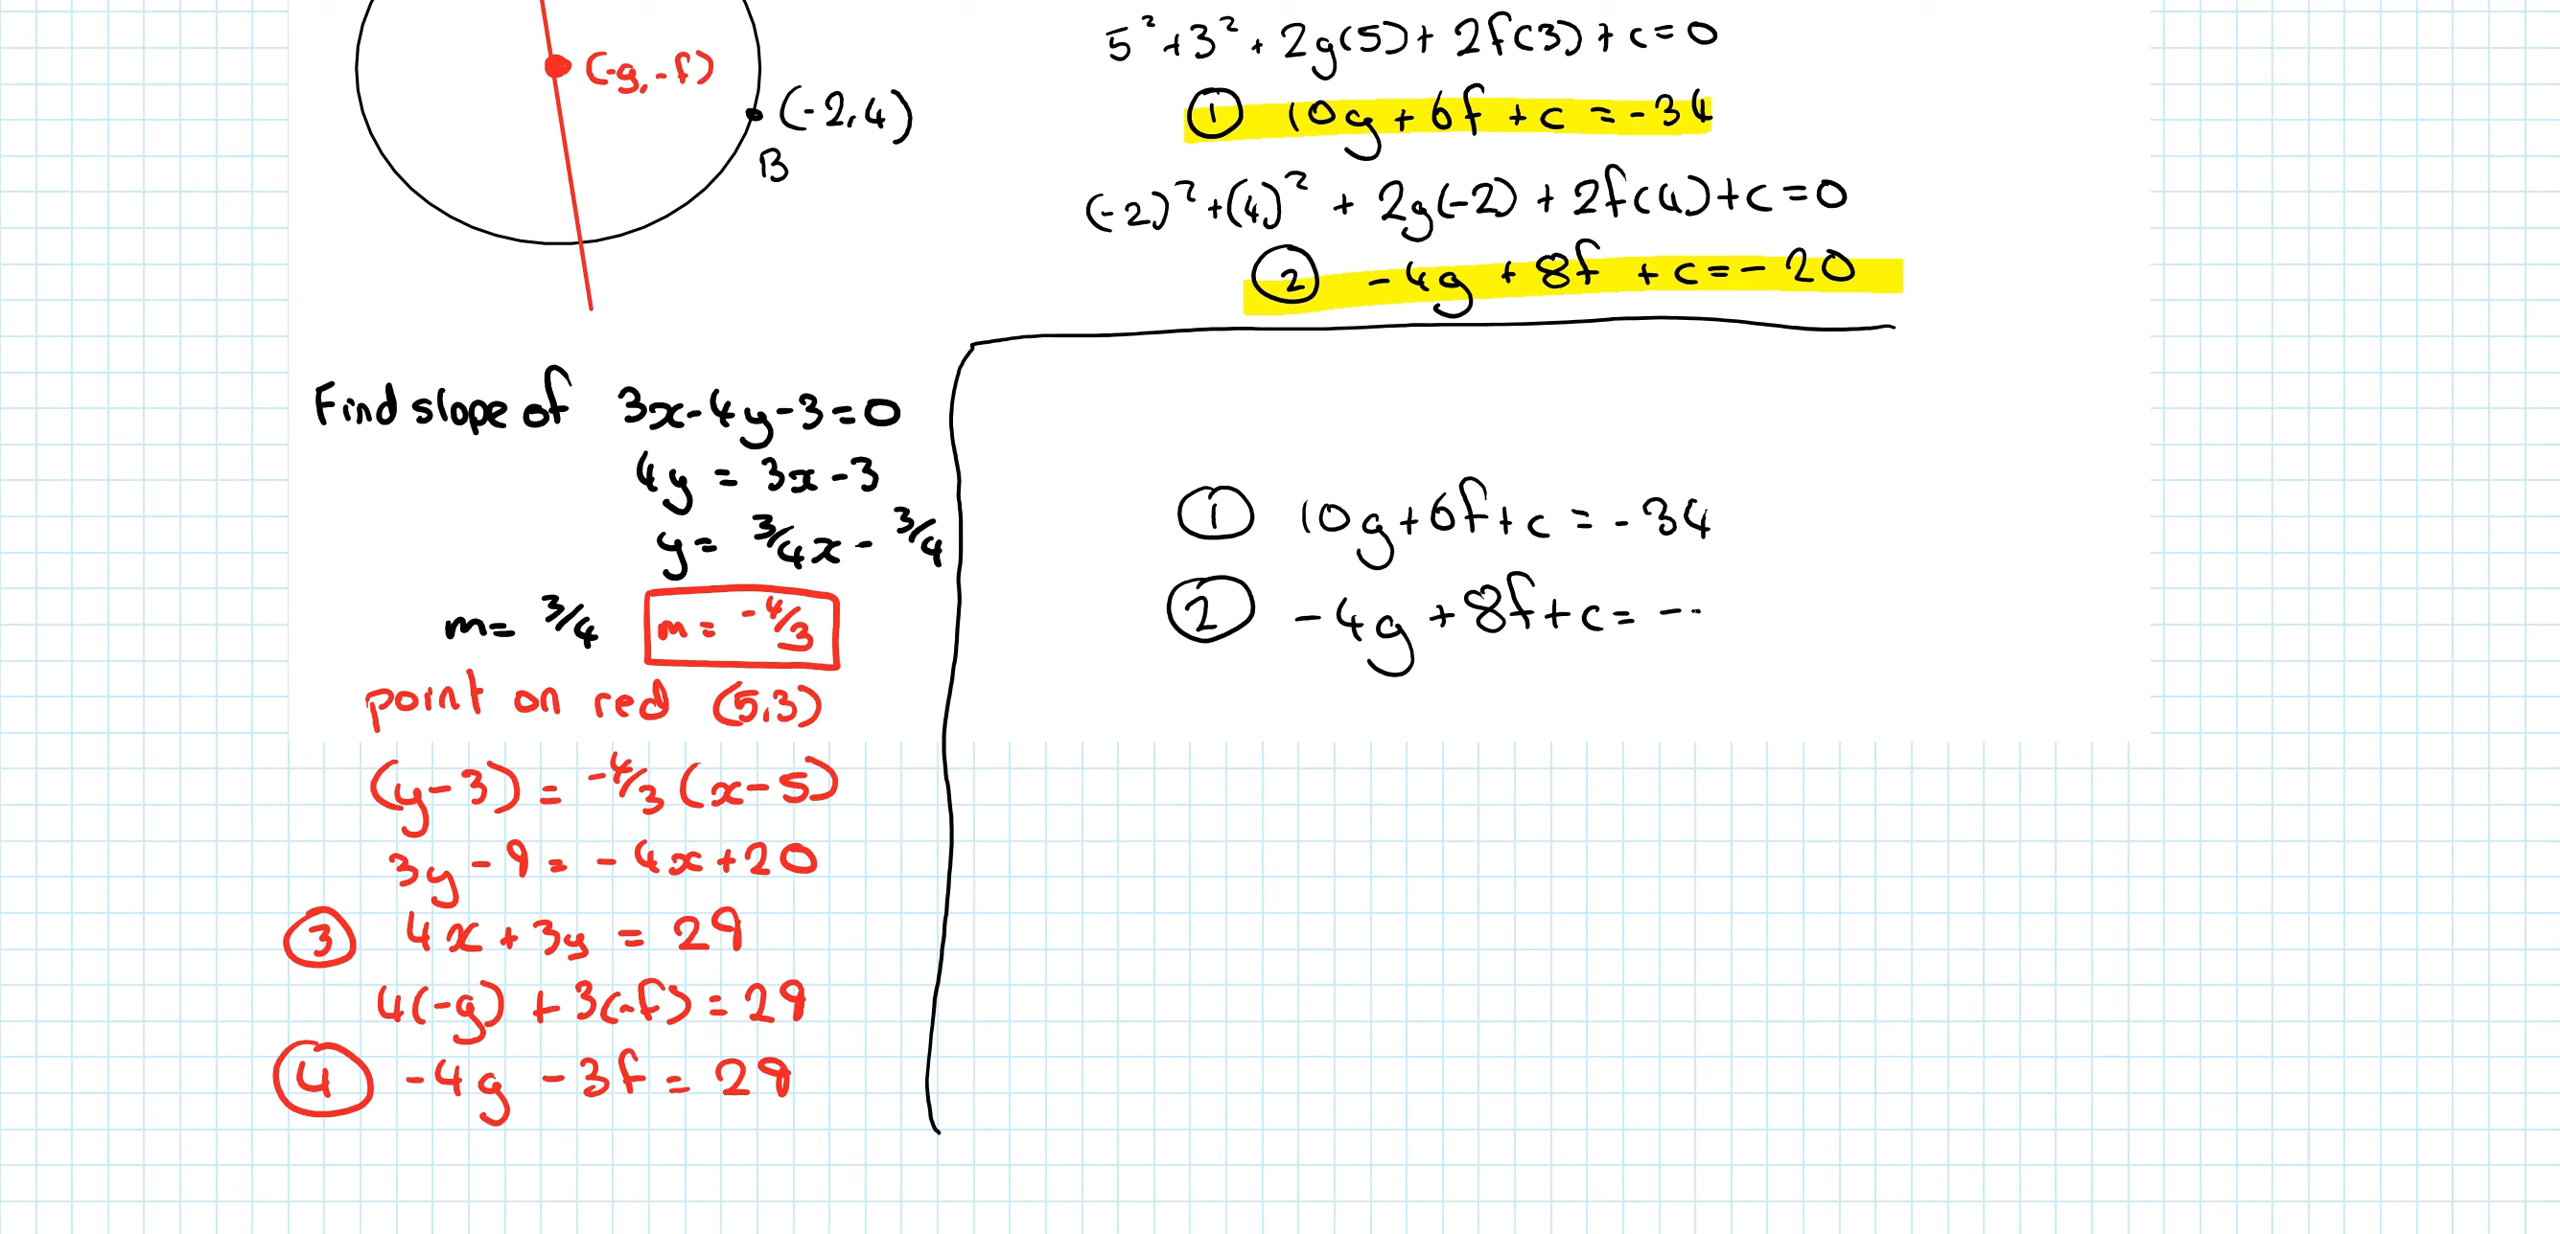 (-g, -f)
(-2, 4)
B
5² + 3² + 2g(5) + 2f(3) + c = 0
① 10g + 6f + c = -34
(-2)² + (4)² + 2g(-2) + 2f(4) + c = 0
② -4g + 8f + c = -20
Find slope of 3x - 4y - 3 = 0
4y = 3x - 3
y = 3/4x - 3/4
m = 3/4 m = -4/3
point on red (5,3)
(y - 3) = -4/3 (x - 5)
3y - 9 = -4x + 20
③ 4x + 3y = 29
4(-g) + 3(-f) = 29
④ -4g - 3f = 29
① 10g + 6f + c = -34
② -4g + 8f + c = -